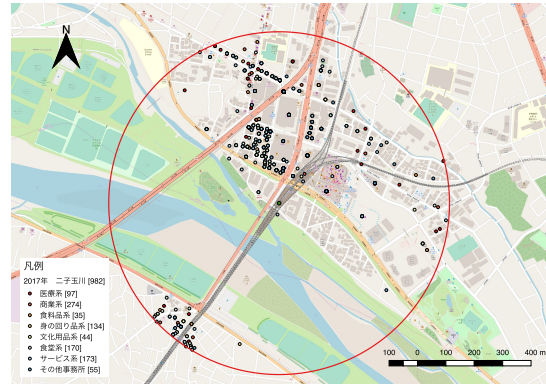 N
凡例
2017年 二子玉川 [982]
医療系 [97]
商業系 [274]
食料品系 [35]
身の回り品系 [134]
文化用品系 [44]
食堂系 [170]
サービス系 [173]
その他事務所 [55]
100 0 100 200 300 400 m